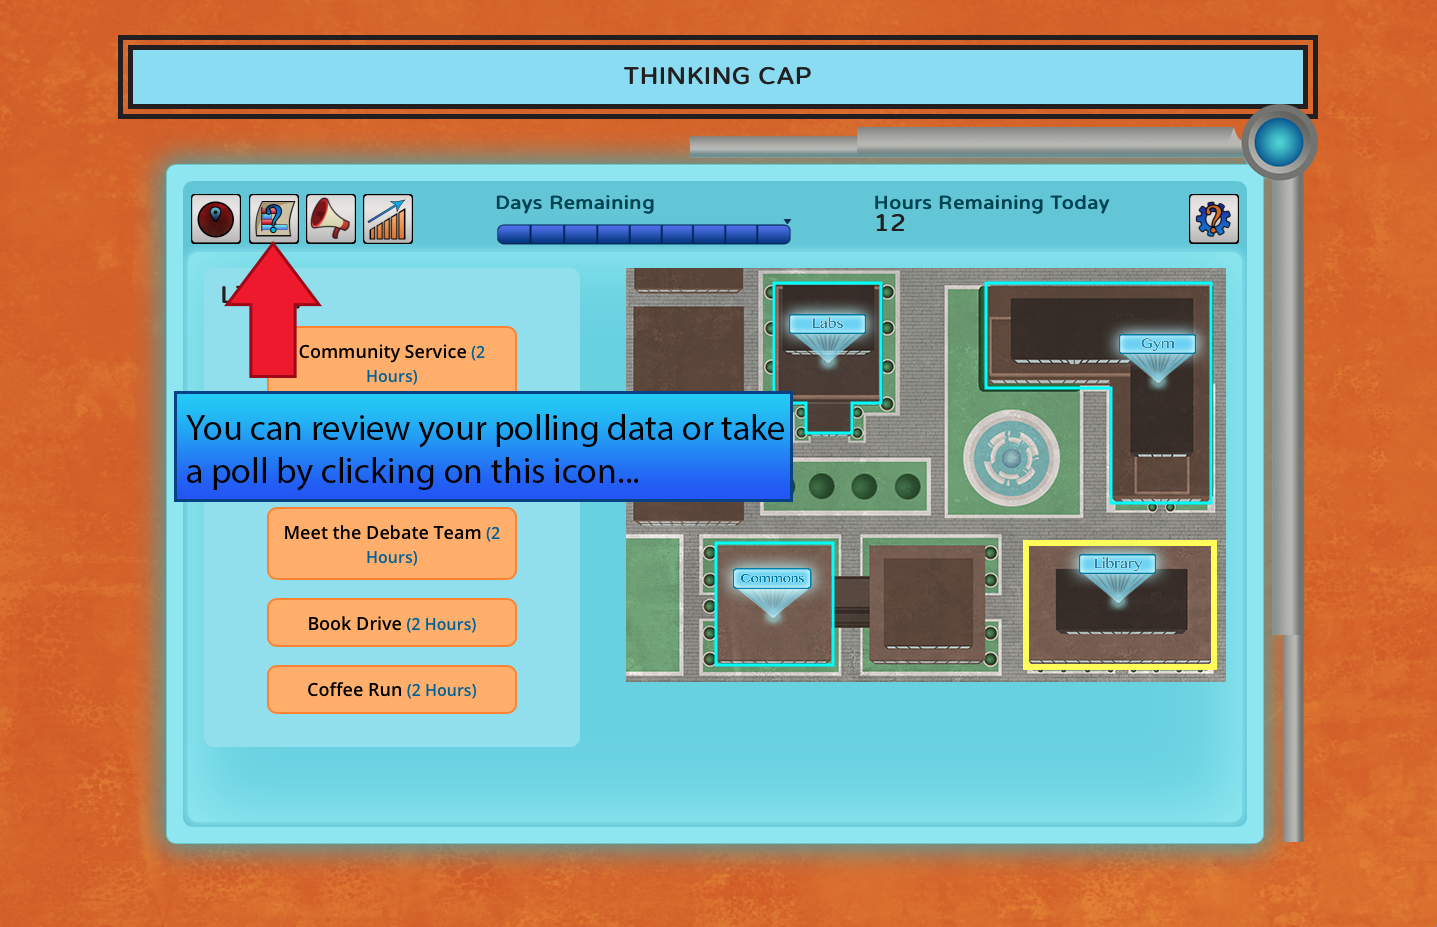 THINKING CAP
Days Remaining
Hours Remaining Today
12
Community Service (2
Hours)
You can review your polling data or take
a poll by clicking on this icon...
Meet the Debate Team (2
Hours)
Book Drive (2 Hours)
Coffee Run (2 Hours)
Labs
Gym
Commons
Library